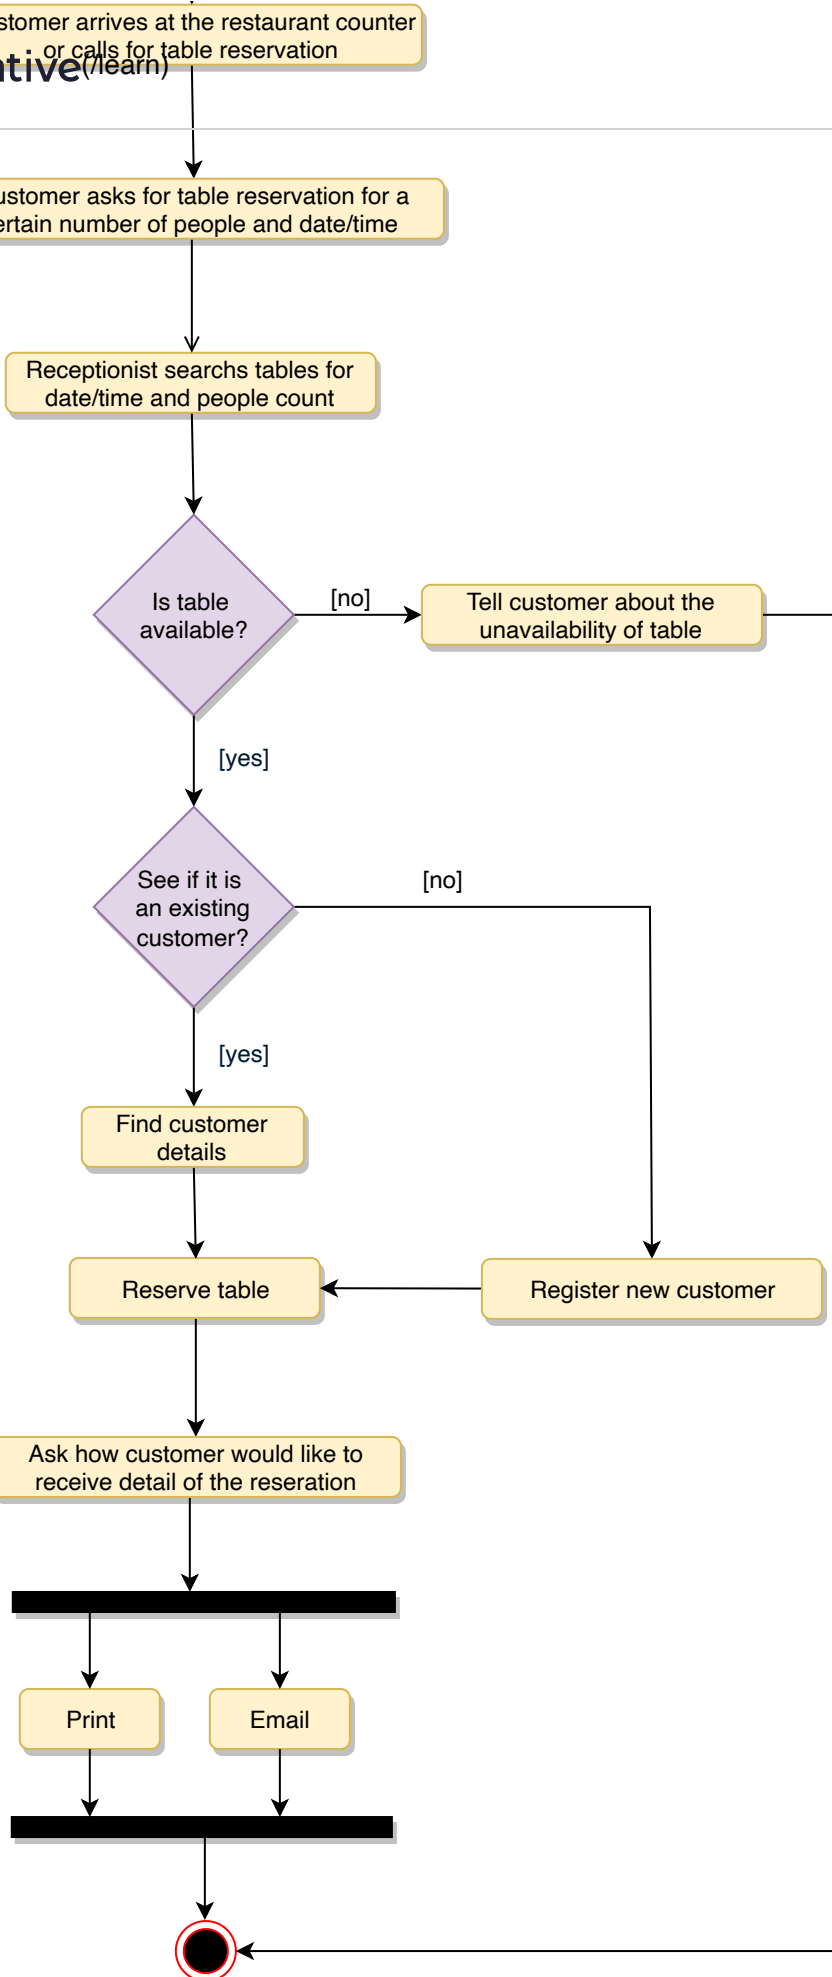 stomer arrives at the restaurant counter
or calls for table reservation
ntive(/learn)
ustomer asks for table reservation for a
ertain number of people and date/time
Receptionist searchs tables for
date/time and people count
Is table
available?
[no]
Tell customer about the
unavailability of table
[yes]
See if it is
an existing
customer?
[no]
[yes]
Find customer
details
Reserve table
Register new customer
Ask how customer would like to
receive detail of the reseration
Print
Email